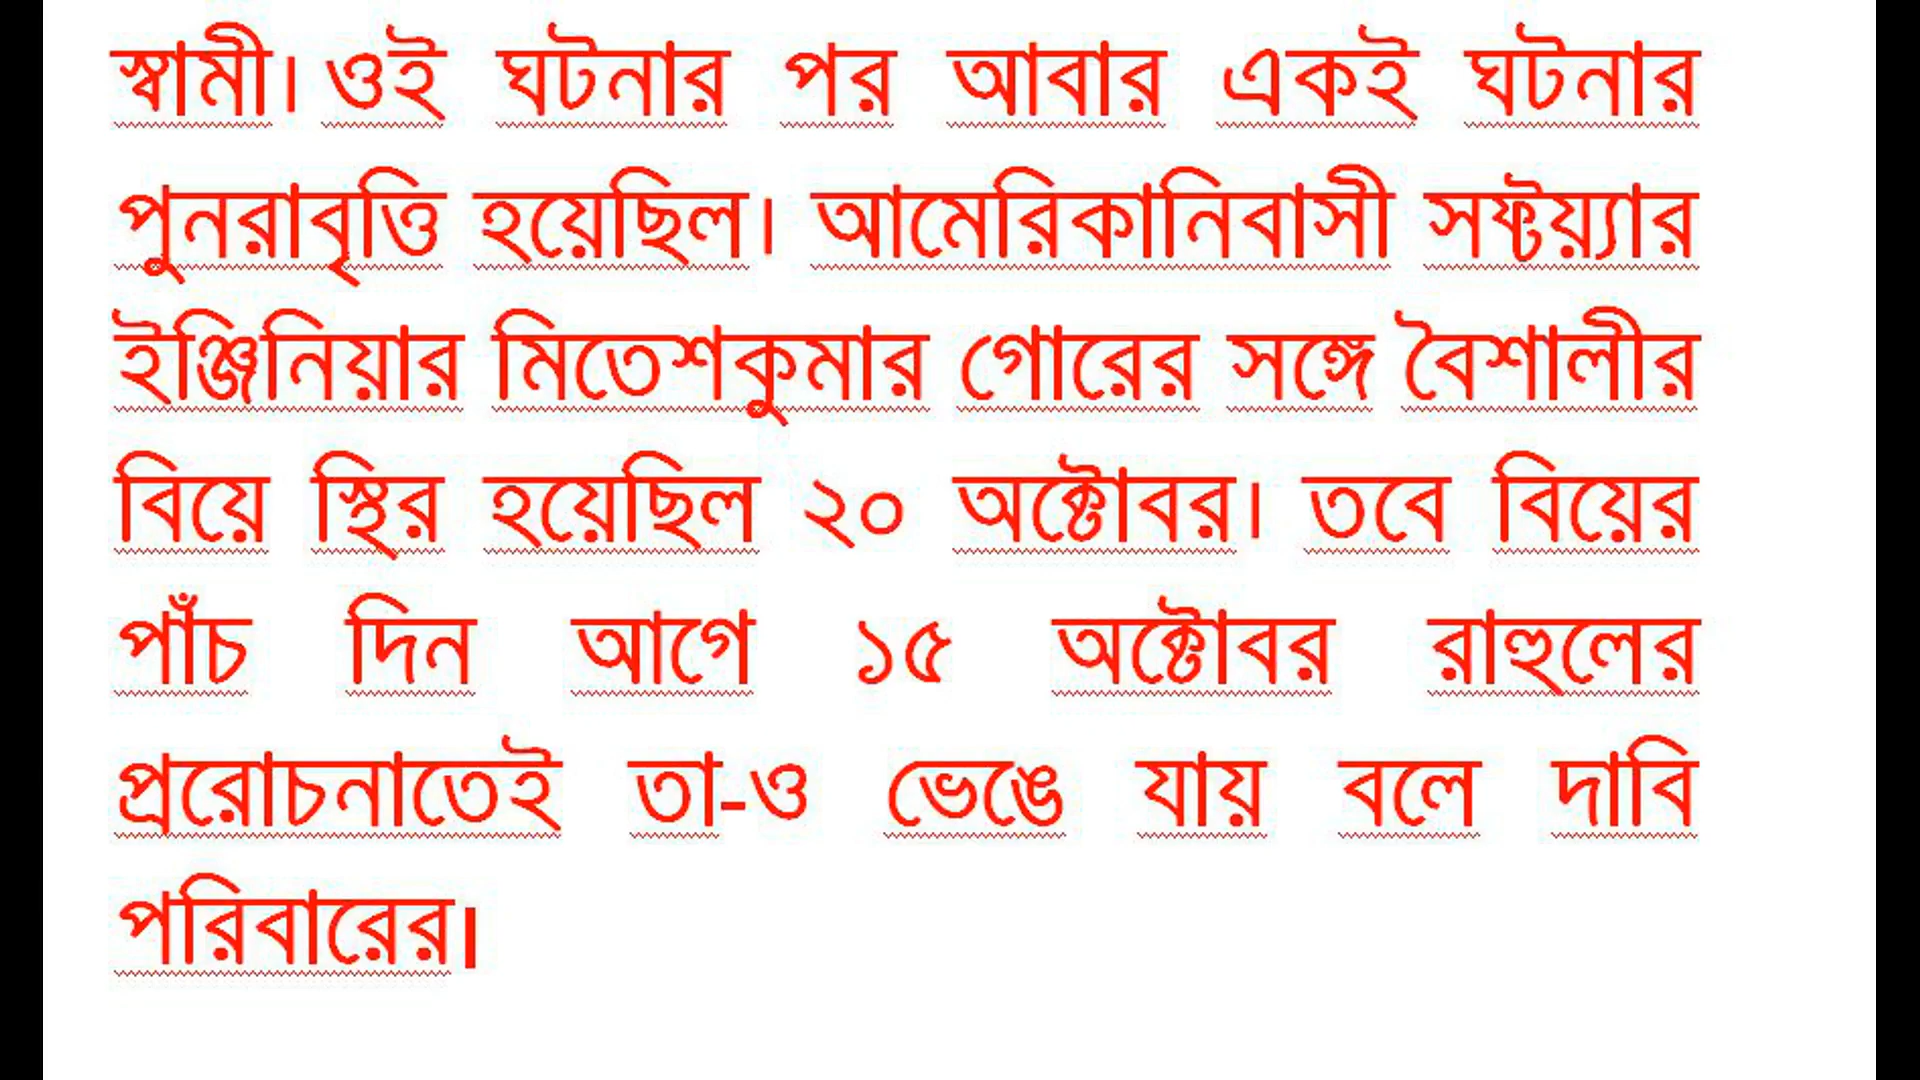 স্বামী। ওই ঘটনার পর আবার একই ঘটনার
পুনরাবৃত্তি হয়েছিল। আমেরিকানিবাসী সফ্টয়্যার
ইঞ্জিনিয়ার মিতেশকুমার গোরের সঙ্গে বৈশালীর
বিয়ে স্থির হয়েছিল ২০ অক্টোবর। তবে বিয়ের
পাঁচ দিন আগে ১৫ অক্টোবর রাহুলের
প্ররোচনাতেই তা-ও ভেঙে যায় বলে দাবি
পরিবারের।